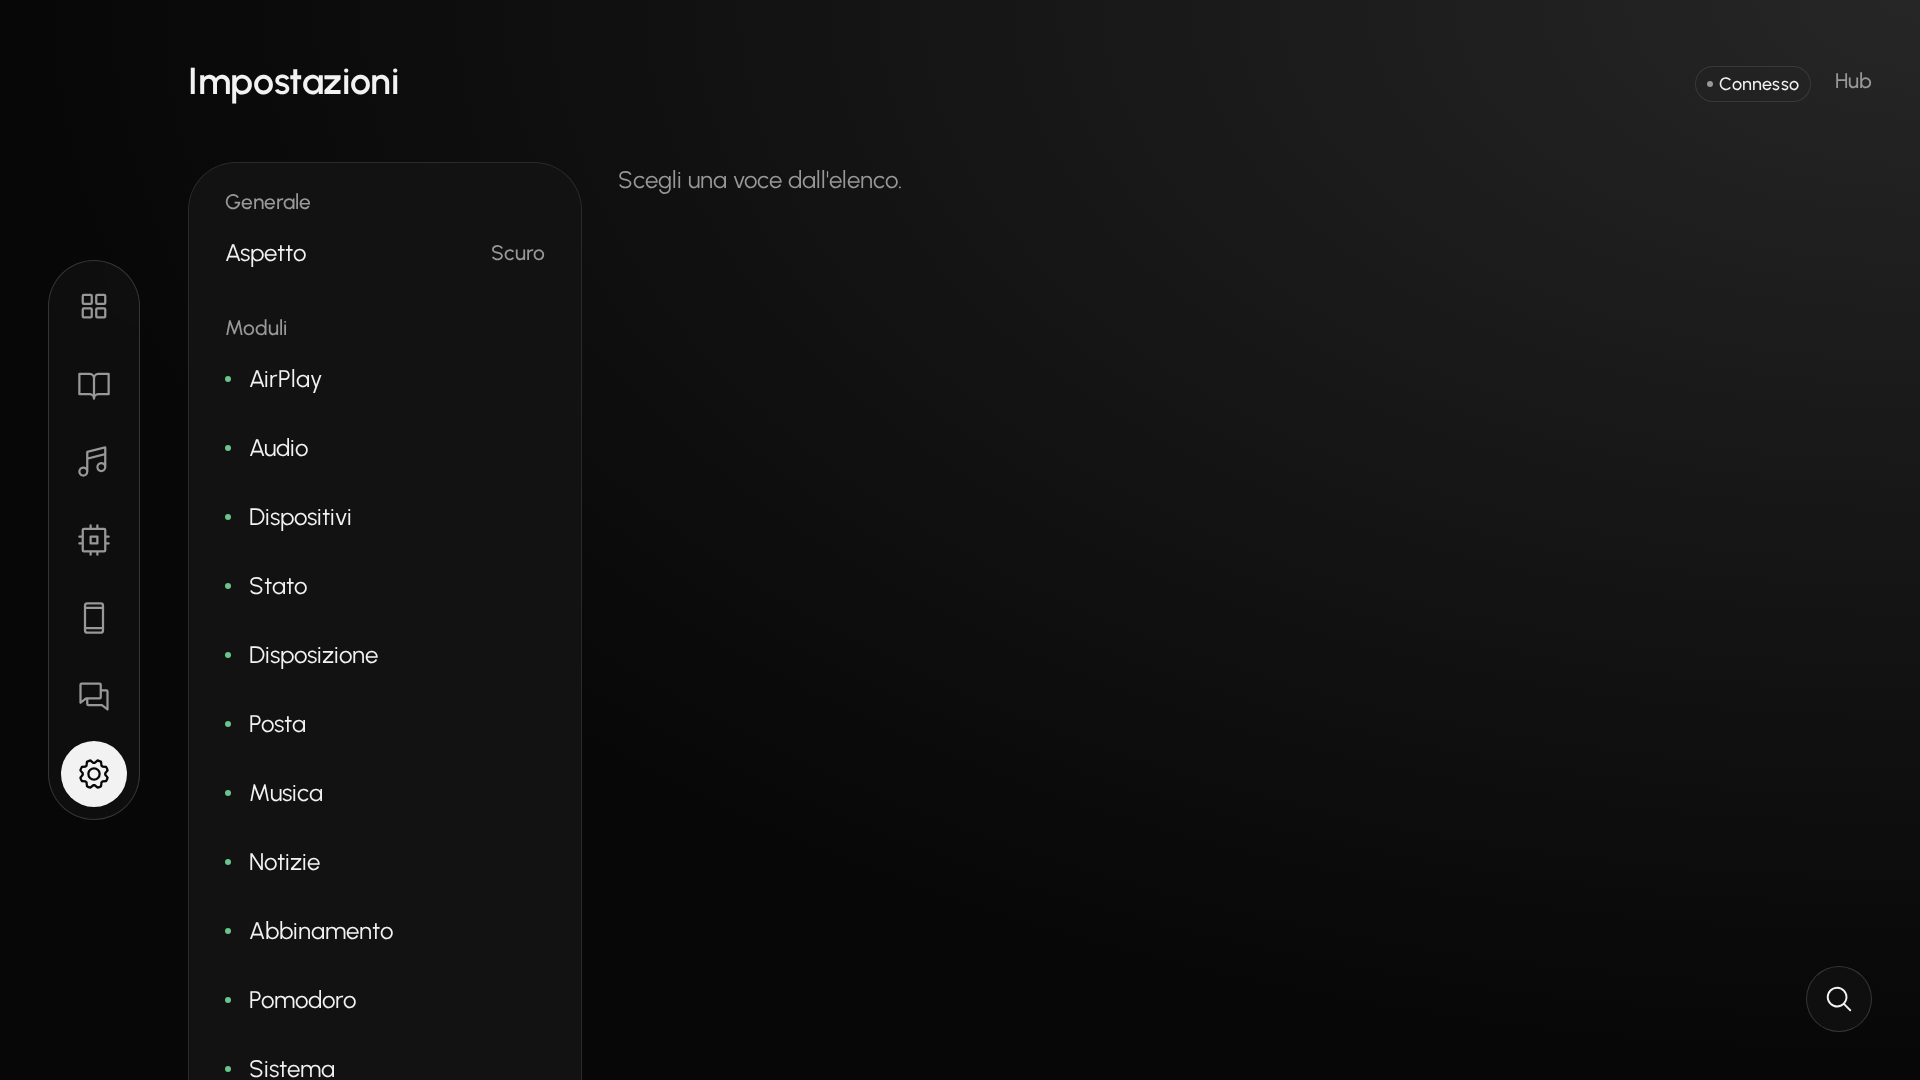 Impostazioni
Connesso
Hub
Generale
Aspetto
Scuro
Moduli
AirPlay
Audio
Dispositivi
Stato
Disposizione
Posta
Musica
Notizie
Abbinamento
Pomodoro
Sistema
Scegli una voce dall'elenco.